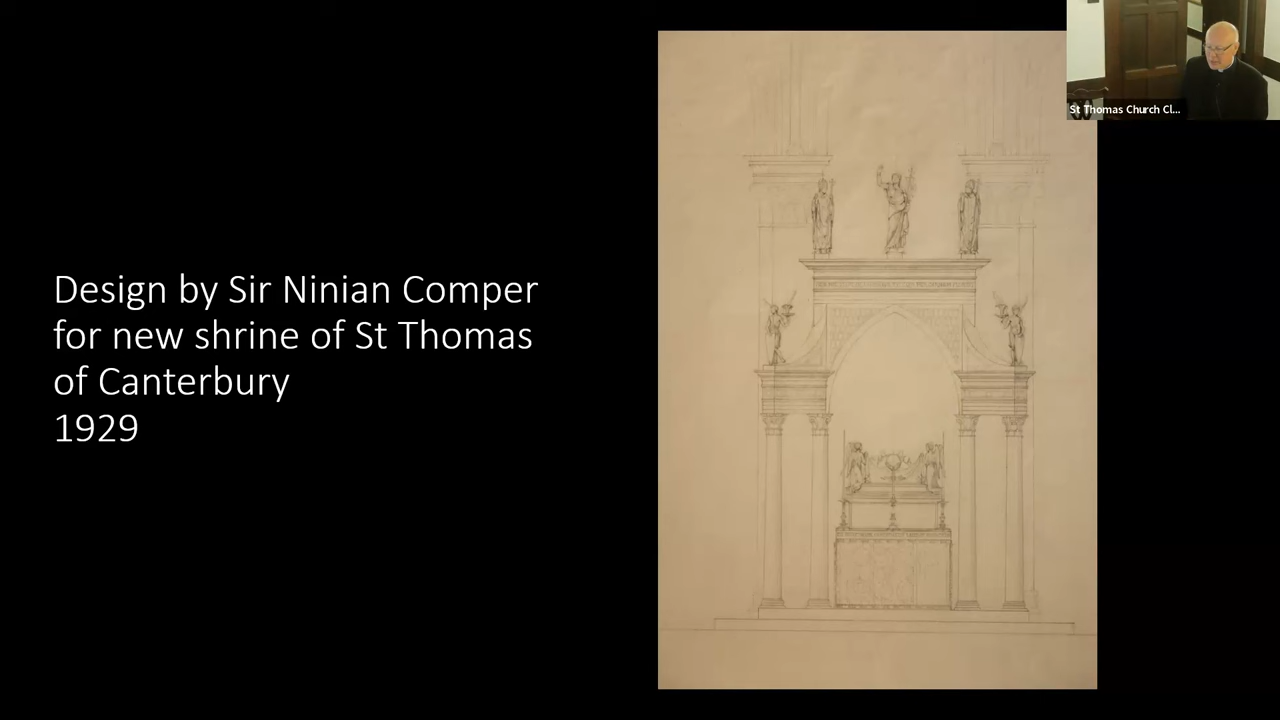 Design by Sir Ninian Comper
for new shrine of St Thomas
of Canterbury
1929
St Thomas Church Cl...